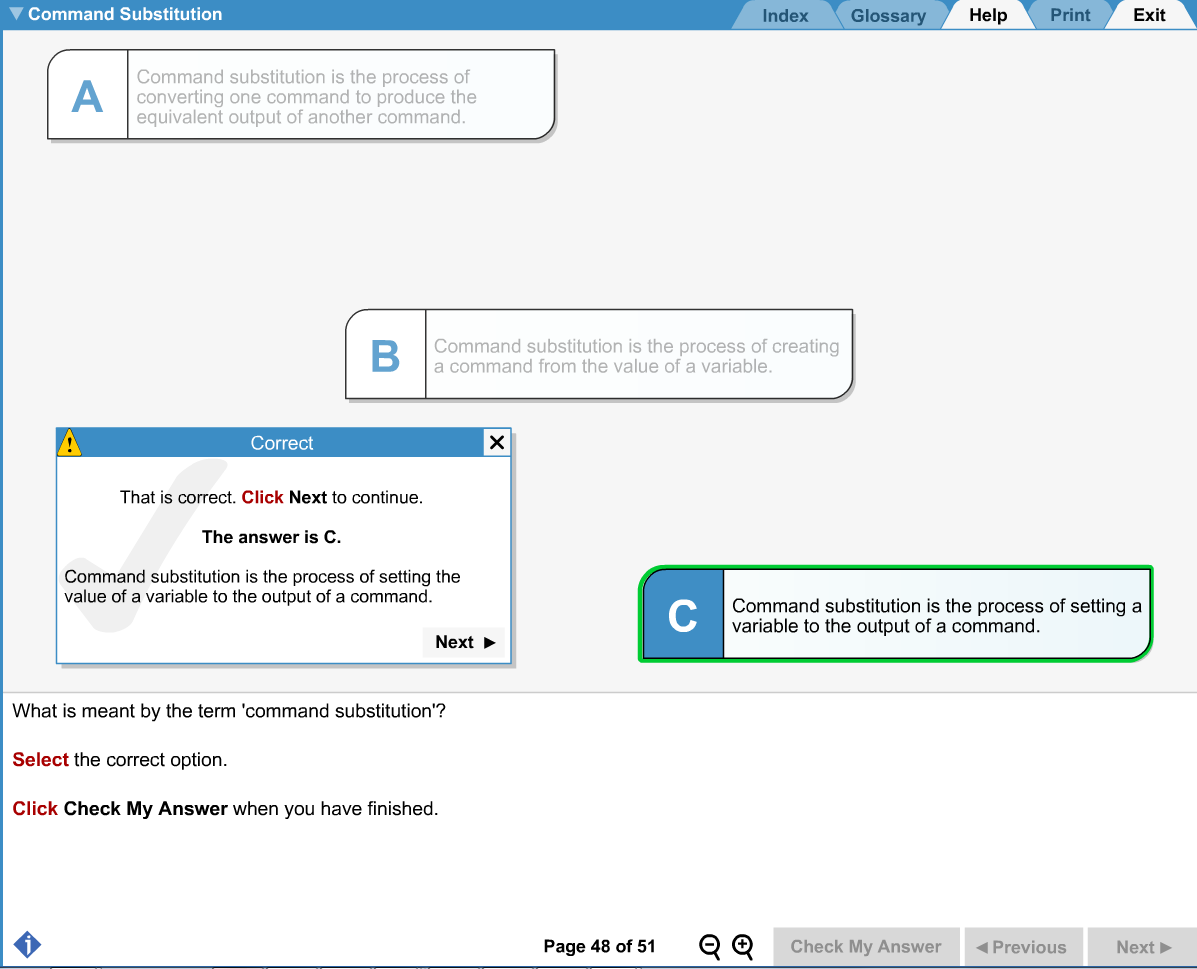 Command Substitution
Index Glossary Help Print Exit
A
Command substitution is the process of
converting one command to produce the
equivalent output of another command.
B
Command substitution is the process of creating
a command from the value of a variable.
Correct
That is correct. Click Next to continue.
The answer is C.
Command substitution is the process of setting the
value of a variable to the output of a command.
Next ►
C
Command substitution is the process of setting a
variable to the output of a command.
What is meant by the term 'command substitution'?
Select the correct option.
Click Check My Answer when you have finished.
Page 48 of 51 Check My Answer ◄ Previous Next ►